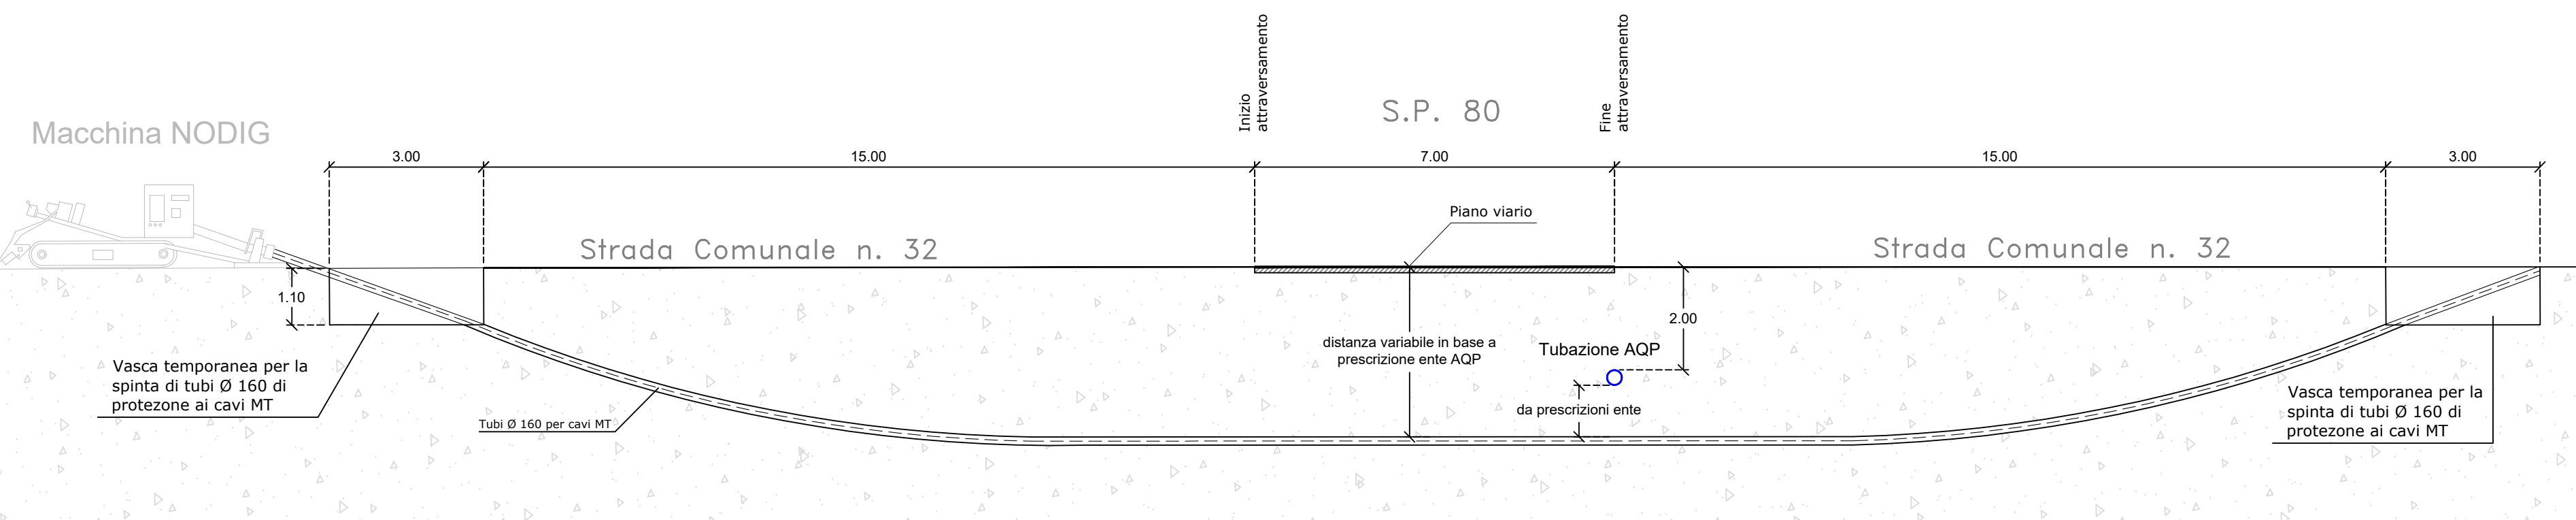 Inizio
attraversamento
Fine
attraversamento
S.P. 80
Macchina NODIG
3.00
15.00
7.00
15.00
3.00
Piano viario
Strada Comunale n. 32
Strada Comunale n. 32
1.10
2.00
distanza variabile in base a
prescrizione ente AQP
Tubazione AQP
da prescrizioni ente
Vasca temporanea per la
spinta di tubi Ø 160 di
protezone ai cavi MT
Tubi Ø 160 per cavi MT
Vasca temporanea per la
spinta di tubi Ø 160 di
protezone ai cavi MT